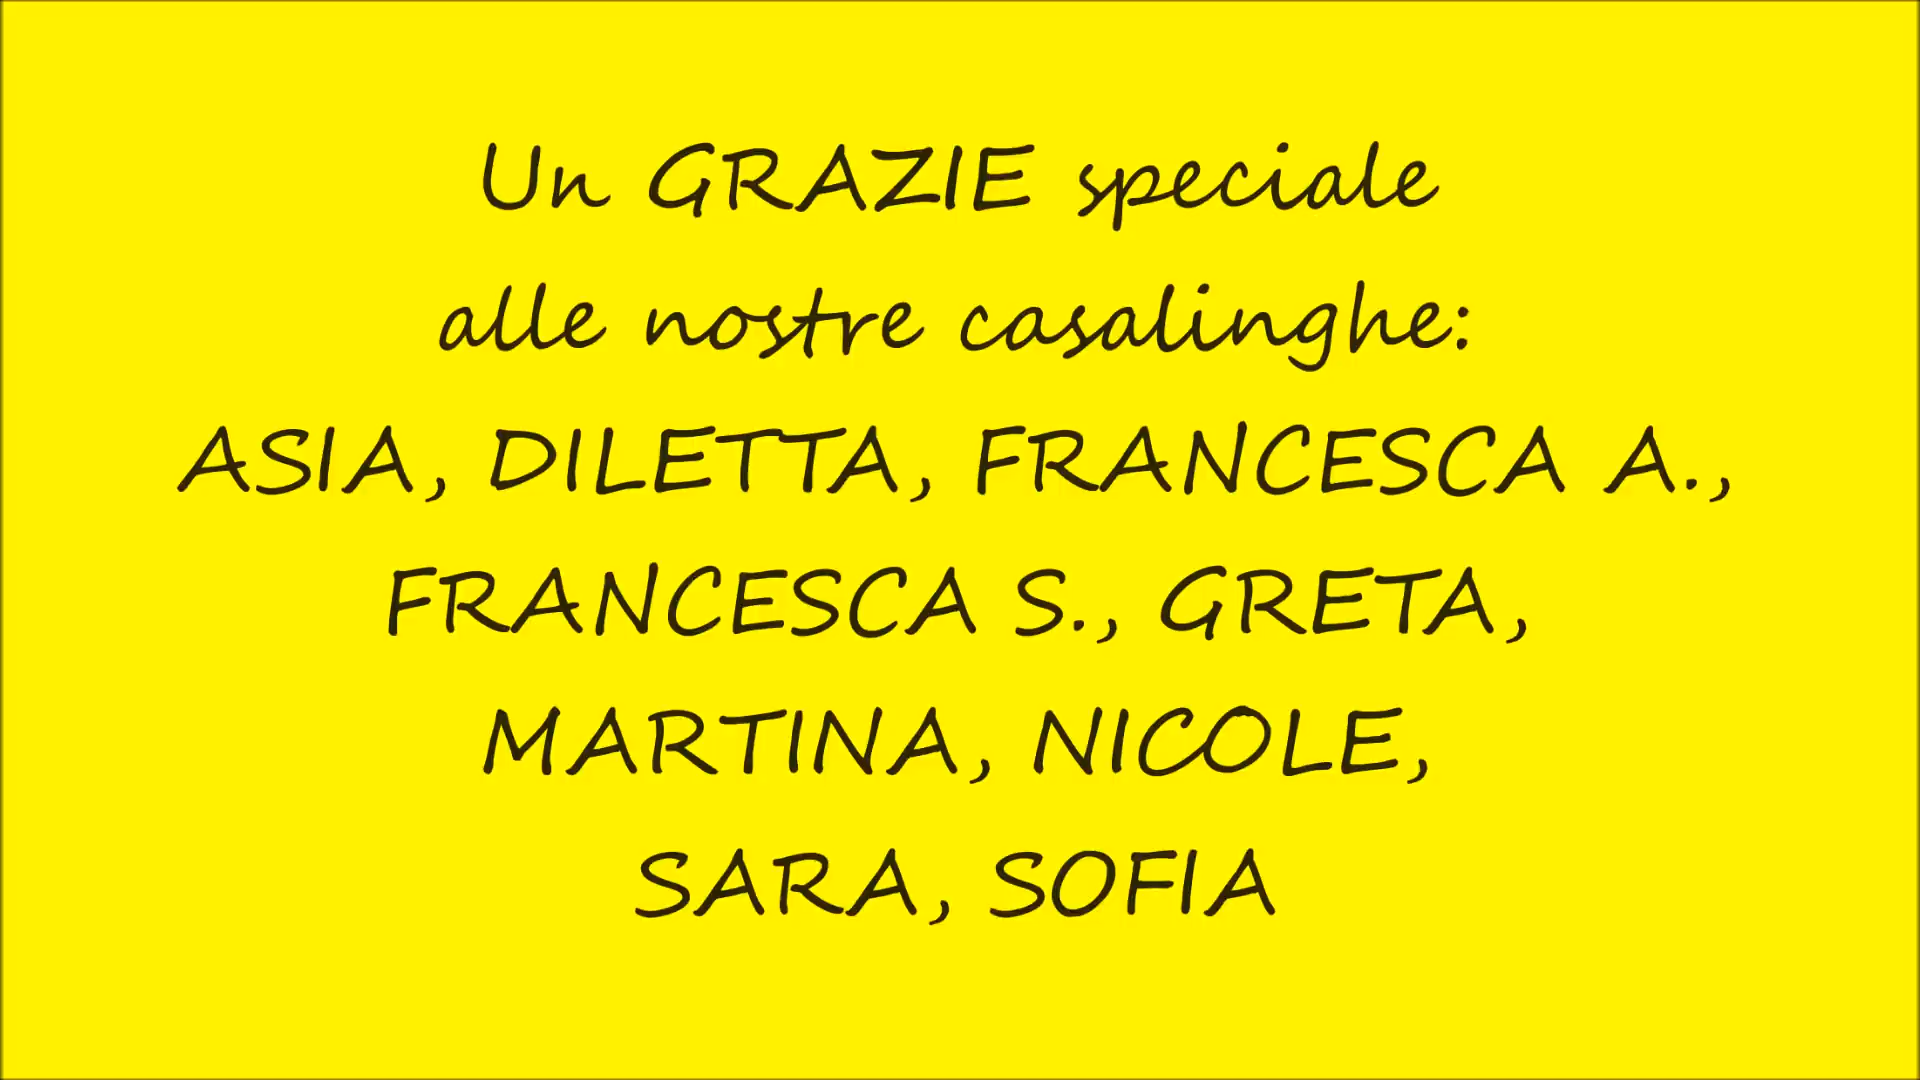 Un GRAZIE speciale
alle nostre casalinghe:
ASIA, DILETTA, FRANCESCA A.,
FRANCESCA S., GRETA,
MARTINA, NICOLE,
SARA, SOFIA